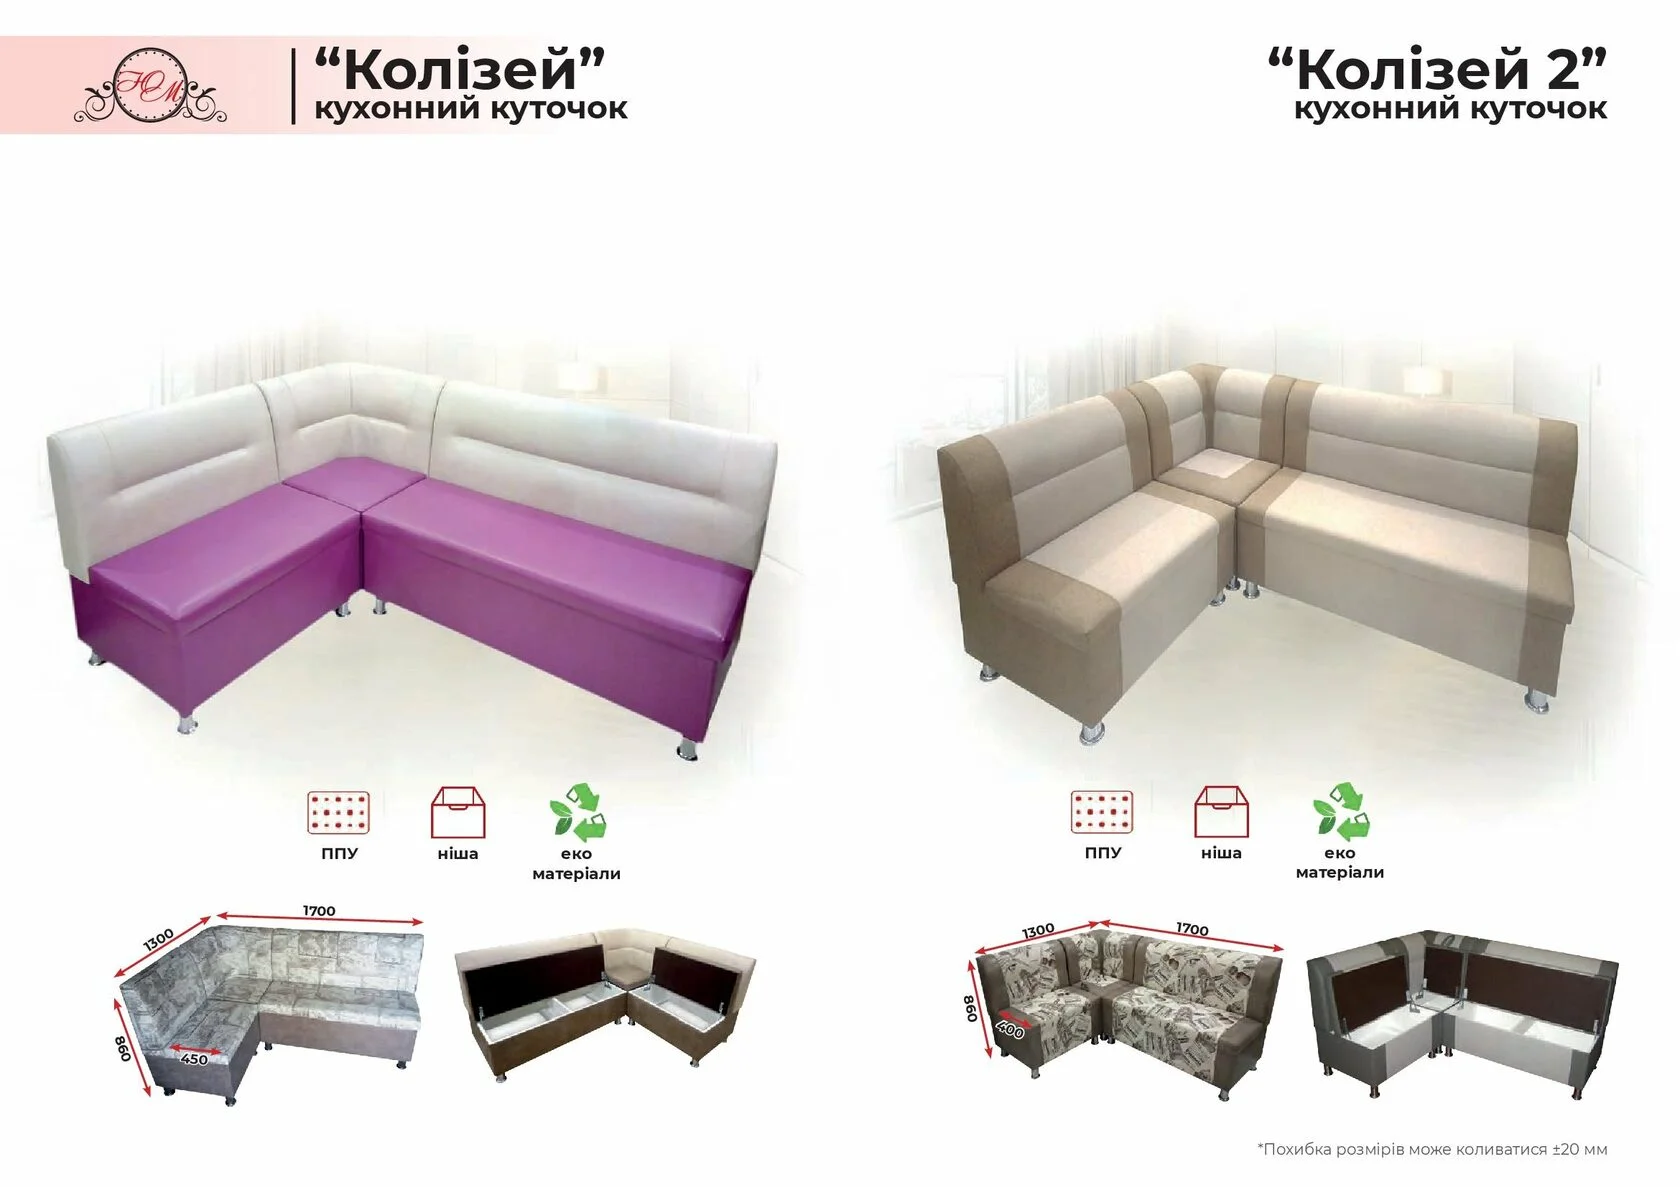 ЮМ
“Колізей”
кухонний куточок
“Колізей 2”
кухонний куточок
ППУ
ніша
еко
матеріали
ППУ
ніша
еко
матеріали
1300
1700
860
450
1300
1700
860
400
*Похибка розмірів може коливатися ±20 мм